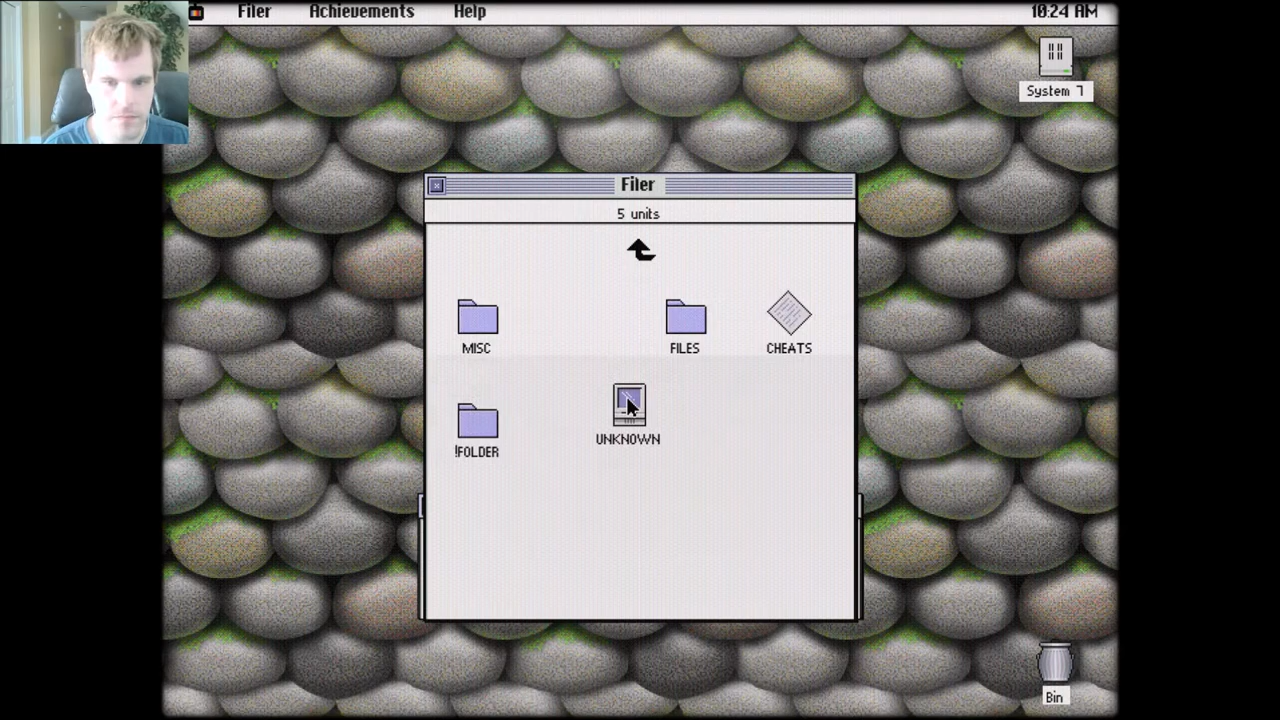 Filer Achievements Help 10:24 AM
System 7
Filer
5 units
MISC FILES CHEATS
!FOLDER UNKNOWN
Bin